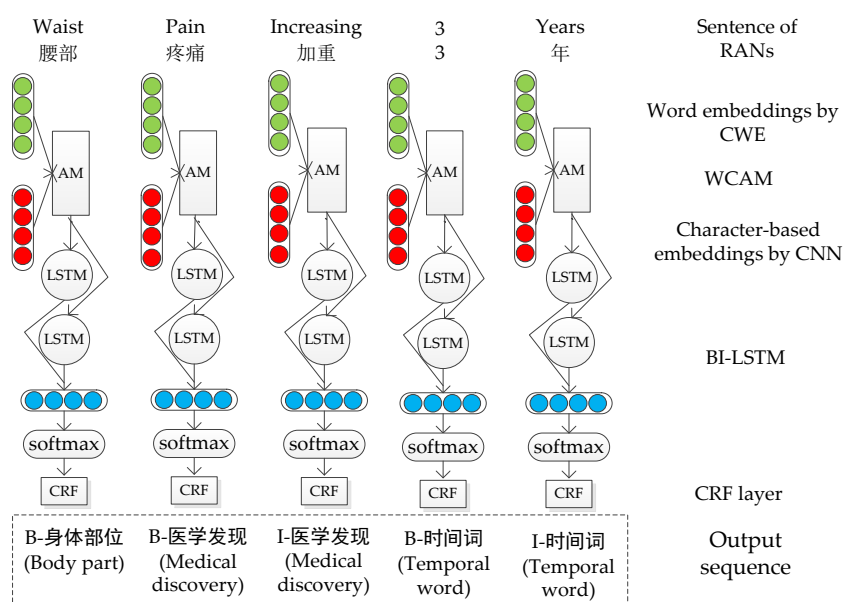 Waist Pain Increasing 3 Years Sentence of
腰部 疼痛 加重 3 年 RANs
Word embeddings by
CWE
AM AM AM AM AM WCAM
Character-based
embeddings by CNN
LSTM LSTM LSTM LSTM LSTM
LSTM LSTM LSTM LSTM LSTM
BI-LSTM
softmax softmax softmax softmax softmax
CRF CRF CRF CRF CRF CRF layer
B-身体部位 B-医学发现 I-医学发现 B-时间词 I-时间词 Output
(Body part) (Medical (Medical (Temporal (Temporal sequence
discovery) discovery) word) word)